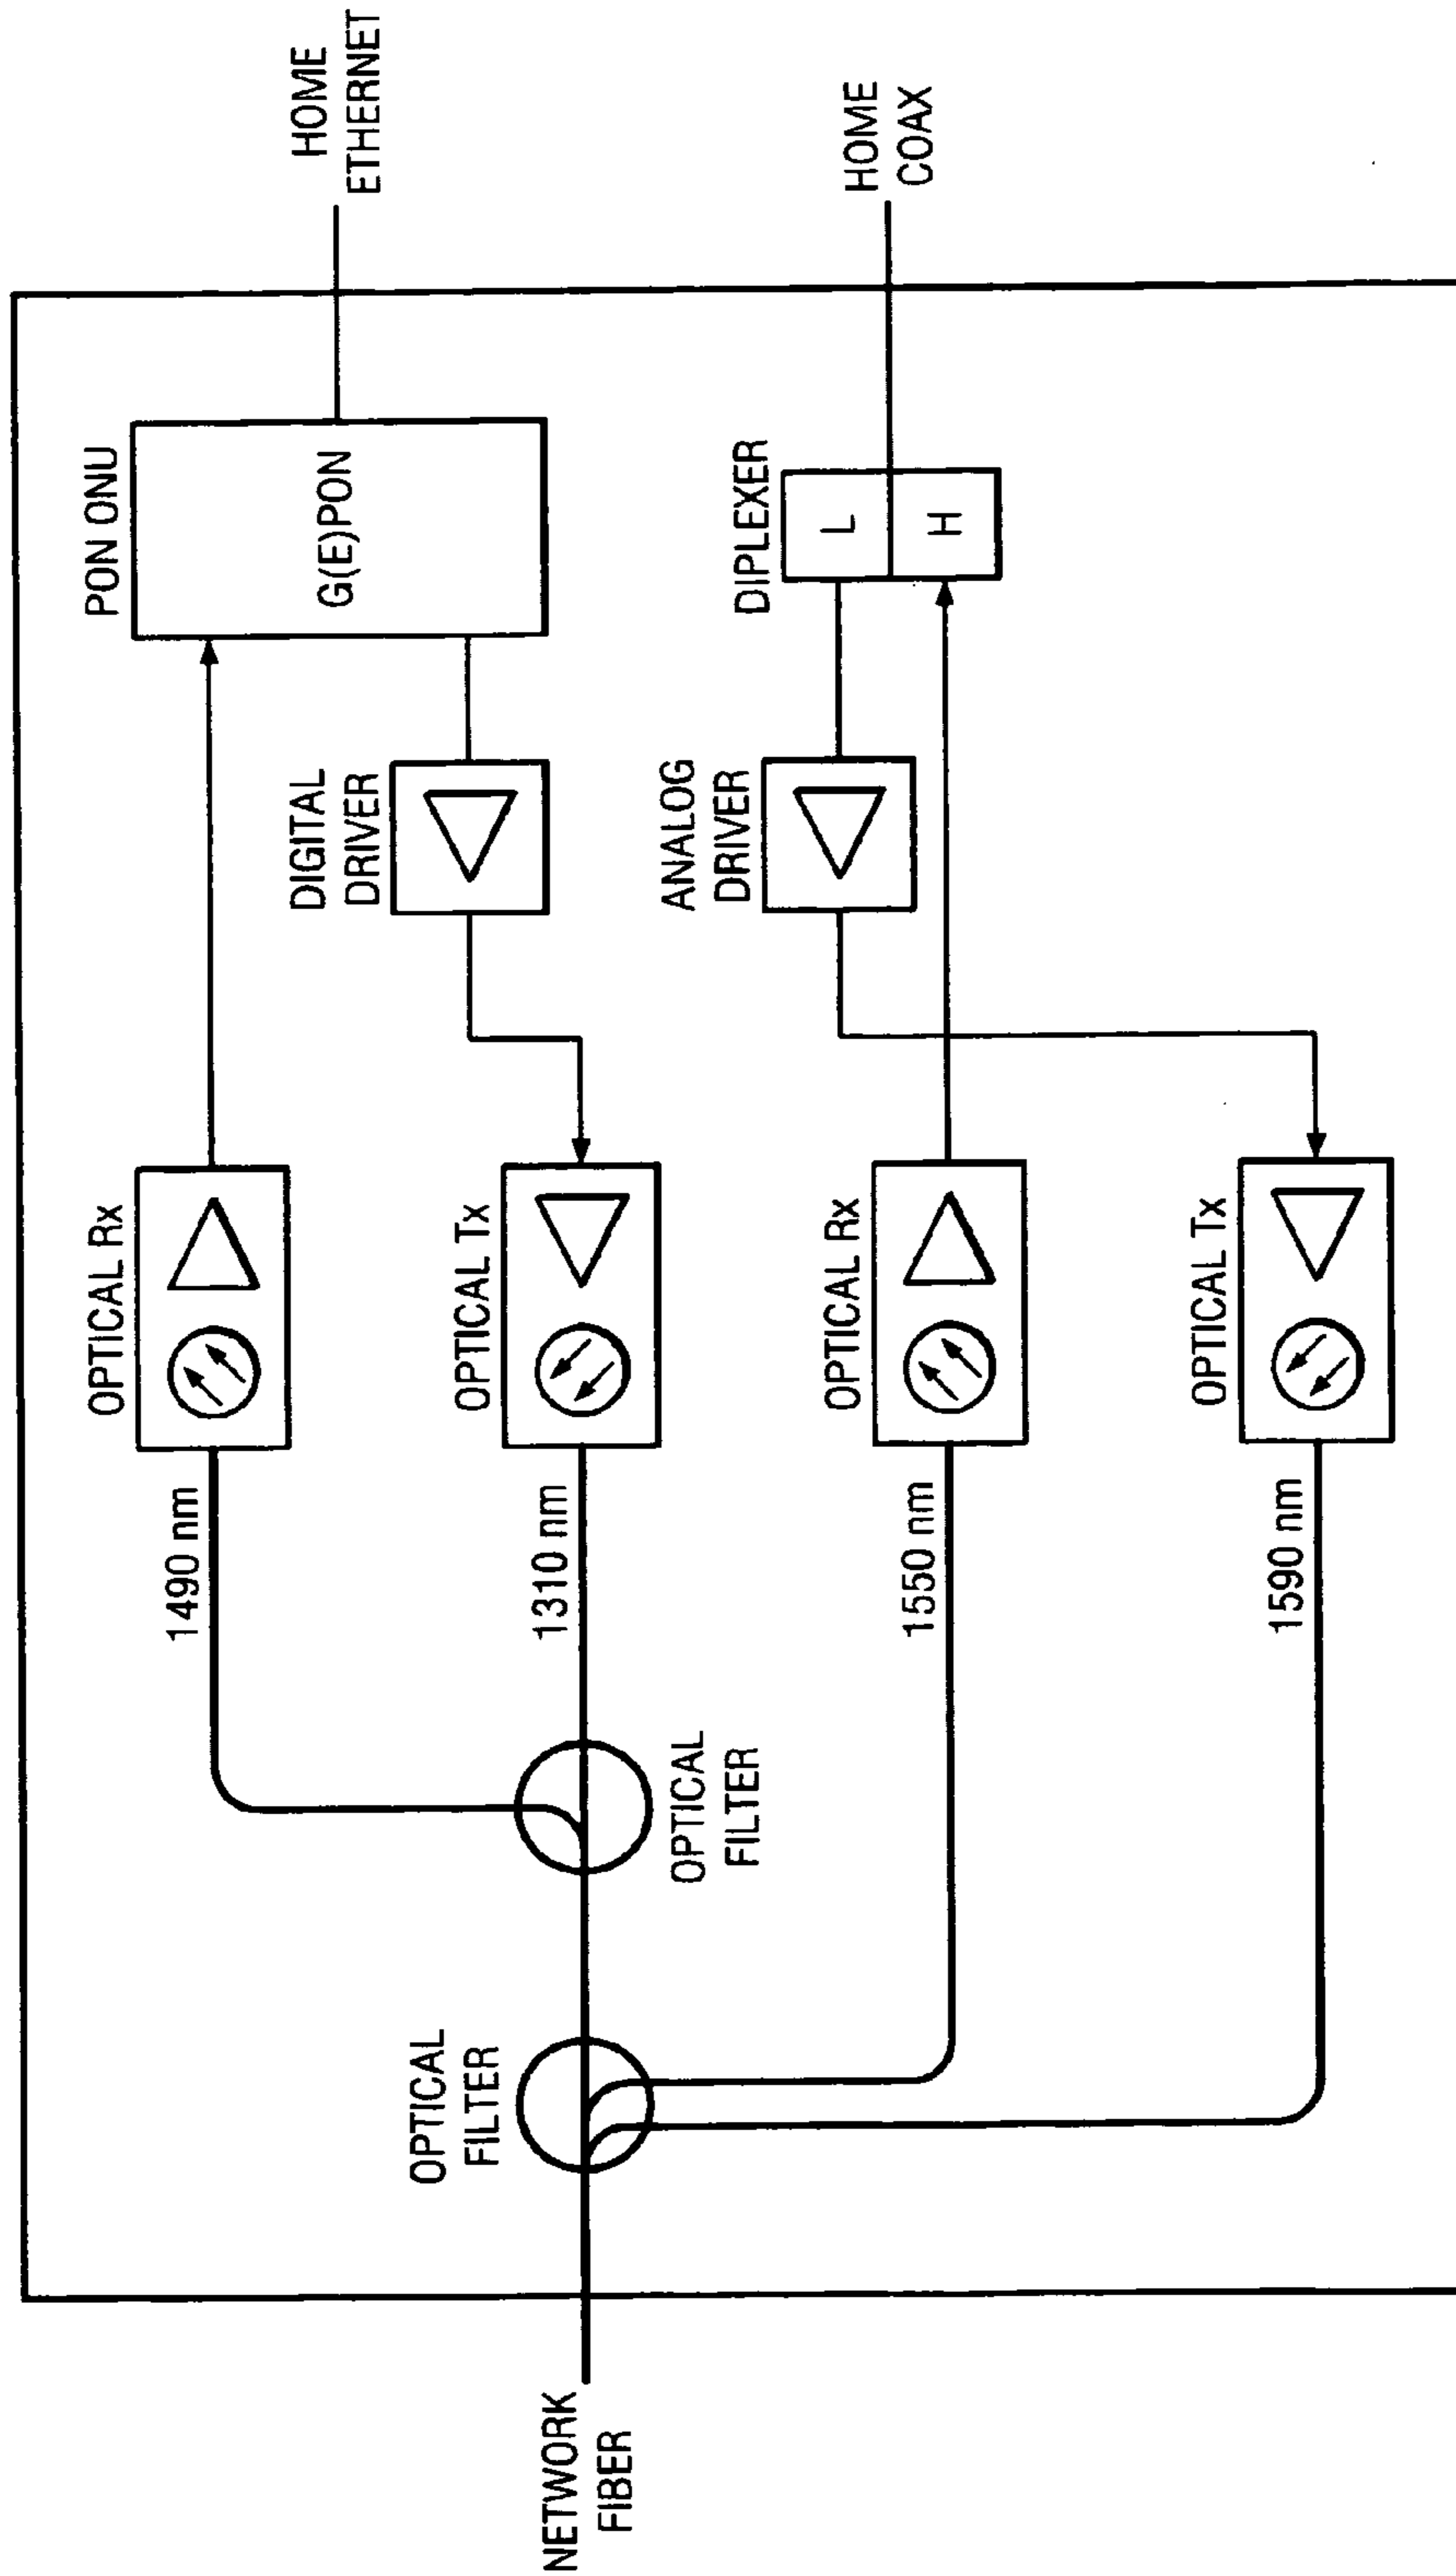 NETWORK
FIBER
OPTICAL
FILTER
OPTICAL
FILTER
1490 nm
OPTICAL Rx
1310 nm
OPTICAL Tx
1550 nm
OPTICAL Rx
1590 nm
OPTICAL Tx
DIGITAL
DRIVER
ANALOG
DRIVER
PON ONU
G(E)PON
DIPLEXER
L
H
HOME
ETHERNET
HOME
COAX